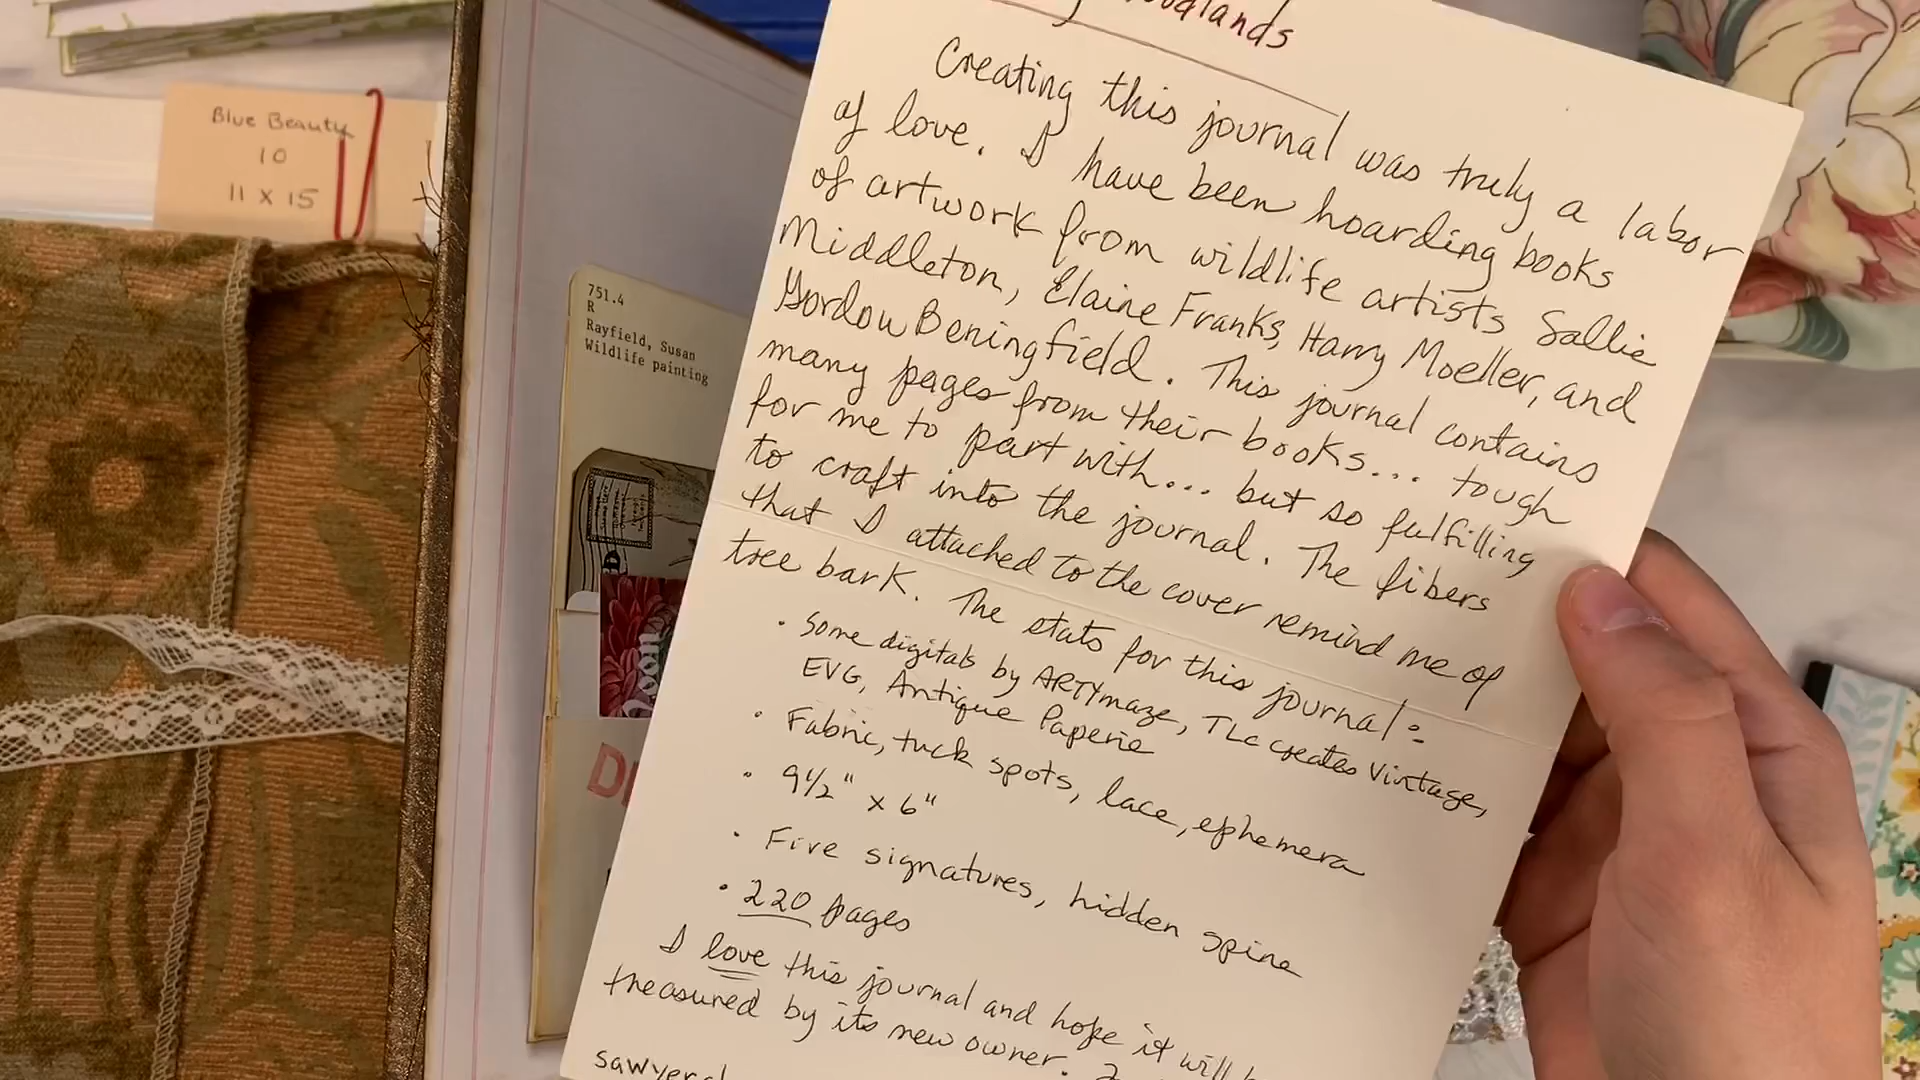 Blue Beauty
10
11 x 15
751.4
R
Rayfield, Susan
Wildlife painting
Woodlands
Creating this journal was truly a labor
of love. I have been hoarding books
of artwork from wildlife artists Sallie
Middleton, Elaine Franks, Harry Moeller, and
Gordon Beningfield. This journal contains
many pages from their books... tough
for me to part with... but so fulfilling
to craft into the journal. The fibers
that I attached to the cover remind me of
tree bark. The stats for this journal:
• Some digitals by ARTYmaze, TLC creates Vintage,
EVG, Antique Paperie
• Fabric, tuck spots, lace, ephemera
• 9½" x 6"
• Five signatures, hidden spine
• 220 pages
I love this journal and hope it will
treasured by its new owner.